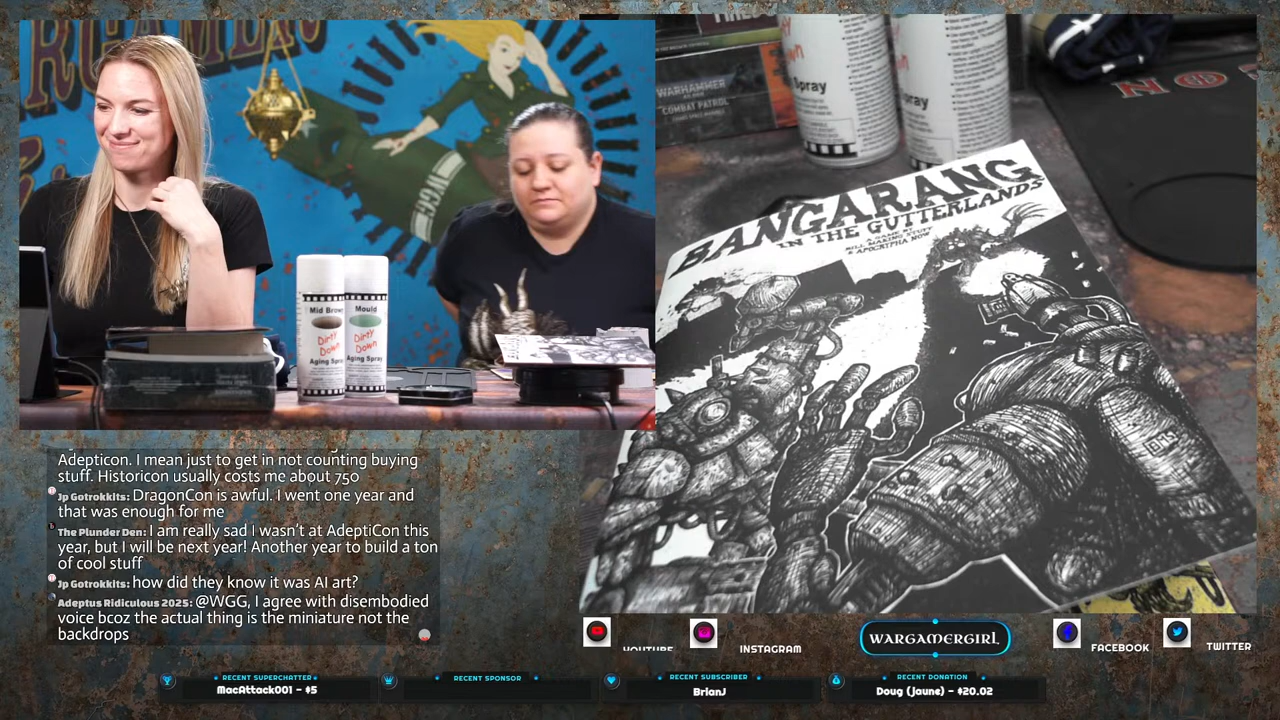 WGG
Mid Brown
Mould
Dirty
Down
Dirty
Down
Aging Spray
Aging Spray
WARHAMMER
COMBAT PATROL
Down
Spray
Spray
BANGARANG
IN THE GUTTERLANDS
Adepticon. I mean just to get in not counting buying
stuff. Historicon usually costs me about 750
Jp Gotrokkits: DragonCon is awful. I went one year and
that was enough for me
The Plunder Den: I am really sad I wasn't at AdeptiCon this
year, but I will be next year! Another year to build a ton
of cool stuff
Jp Gotrokkits: how did they know it was AI art?
Adeptus Ridiculous 2025: @WGG, I agree with disembodied
voice bcoz the actual thing is the miniature not the
backdrops
YOUTUBE
INSTAGRAM
WARGAMERGIRL
FACEBOOK
TWITTER
RECENT SUPERCHATTER
MacAttack001 - $5
RECENT SPONSOR
RECENT SUBSCRIBER
BrianJ
RECENT DONATION
Doug (Jaune) - $20.02